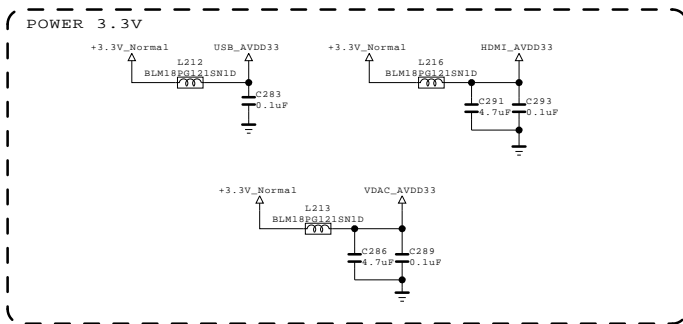 POWER 3.3V
+3.3V_Normal
USB_AVDD33
L212
BLM18PG121SN1D
C283
0.1uF
+3.3V_Normal
HDMI_AVDD33
L216
BLM18PG121SN1D
C291
4.7uF
C293
0.1uF
+3.3V_Normal
VDAC_AVDD33
L213
BLM18PG121SN1D
C286
4.7uF
C289
0.1uF